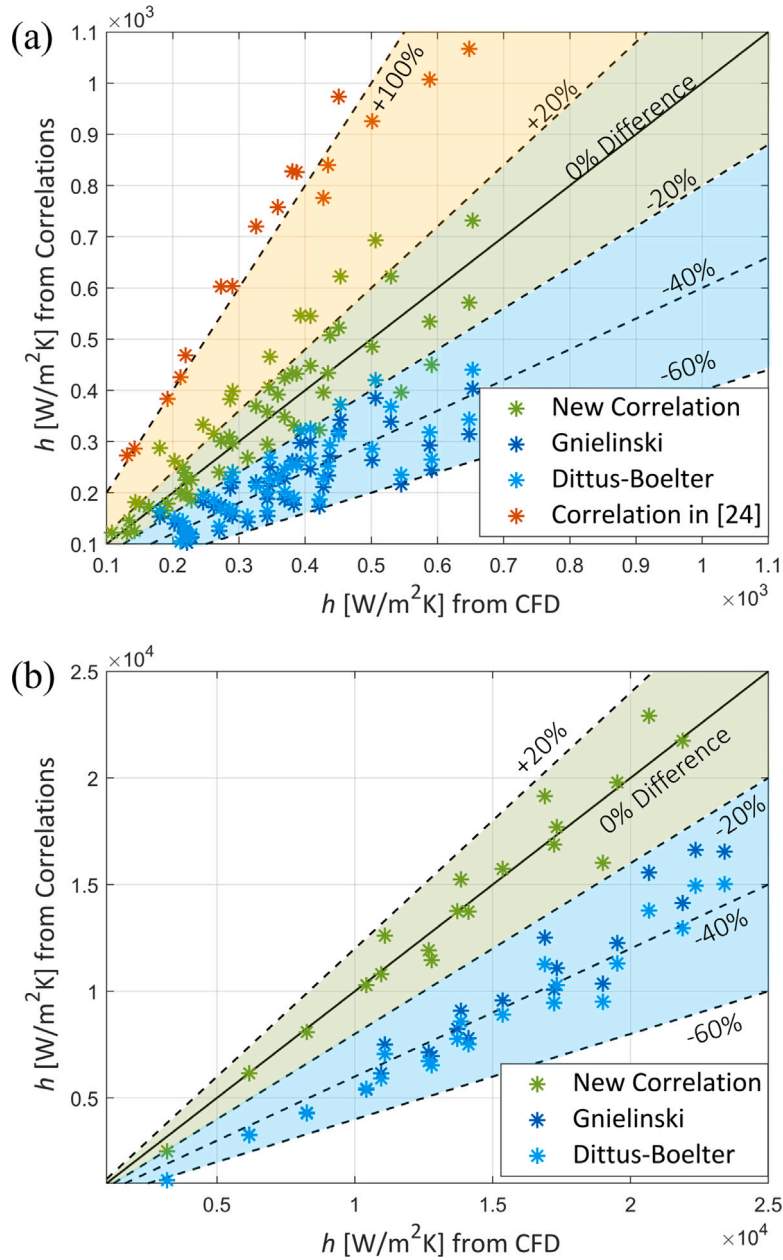 (a)
×10³
1.1
1
0.9
0.8
0.7
0.6
0.5
0.4
0.3
0.2
0.1
h [W/m²K] from Correlations
+100%
+20%
0% Difference
-20%
-40%
-60%
New Correlation
Gnielinski
Dittus-Boelter
Correlation in [24]
0.1 0.2 0.3 0.4 0.5 0.6 0.7 0.8 0.9 1 1.1
h [W/m²K] from CFD
×10³
(b)
×10⁴
2.5
2
1.5
1
0.5
h [W/m²K] from Correlations
+20%
0% Difference
-20%
-40%
-60%
New Correlation
Gnielinski
Dittus-Boelter
0.5 1 1.5 2 2.5
h [W/m²K] from CFD
×10⁴